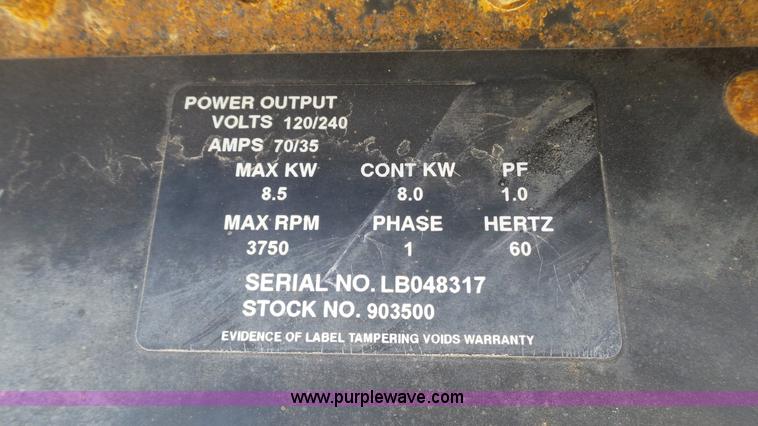 POWER OUTPUT
VOLTS 120/240
AMPS 70/35
MAX KW CONT KW PF
8.5 8.0 1.0
MAX RPM PHASE HERTZ
3750 1 60
SERIAL NO. LB048317
STOCK NO. 903500
EVIDENCE OF LABEL TAMPERING VOIDS WARRANTY
www.purplewave.com